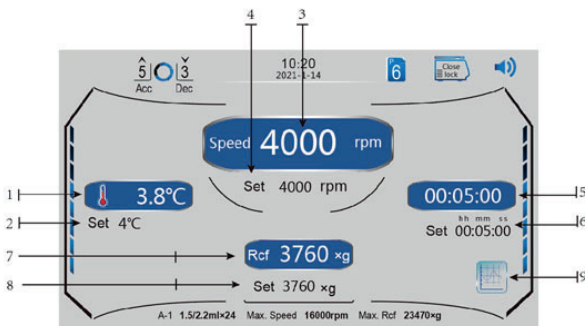 4 3
5 3
Acc Dec
10:20
2021-1-14
6
Close
lock
Speed 4000 rpm
Set 4000 rpm
1
3.8℃
2
Set 4℃
00:05:00
5
hh mm ss
Set 00:05:00
6
7
Rcf 3760 ×g
8
Set 3760 ×g
9
A-1 1.5/2.2ml×24 Max. Speed 16000rpm Max. Rcf 23470×g